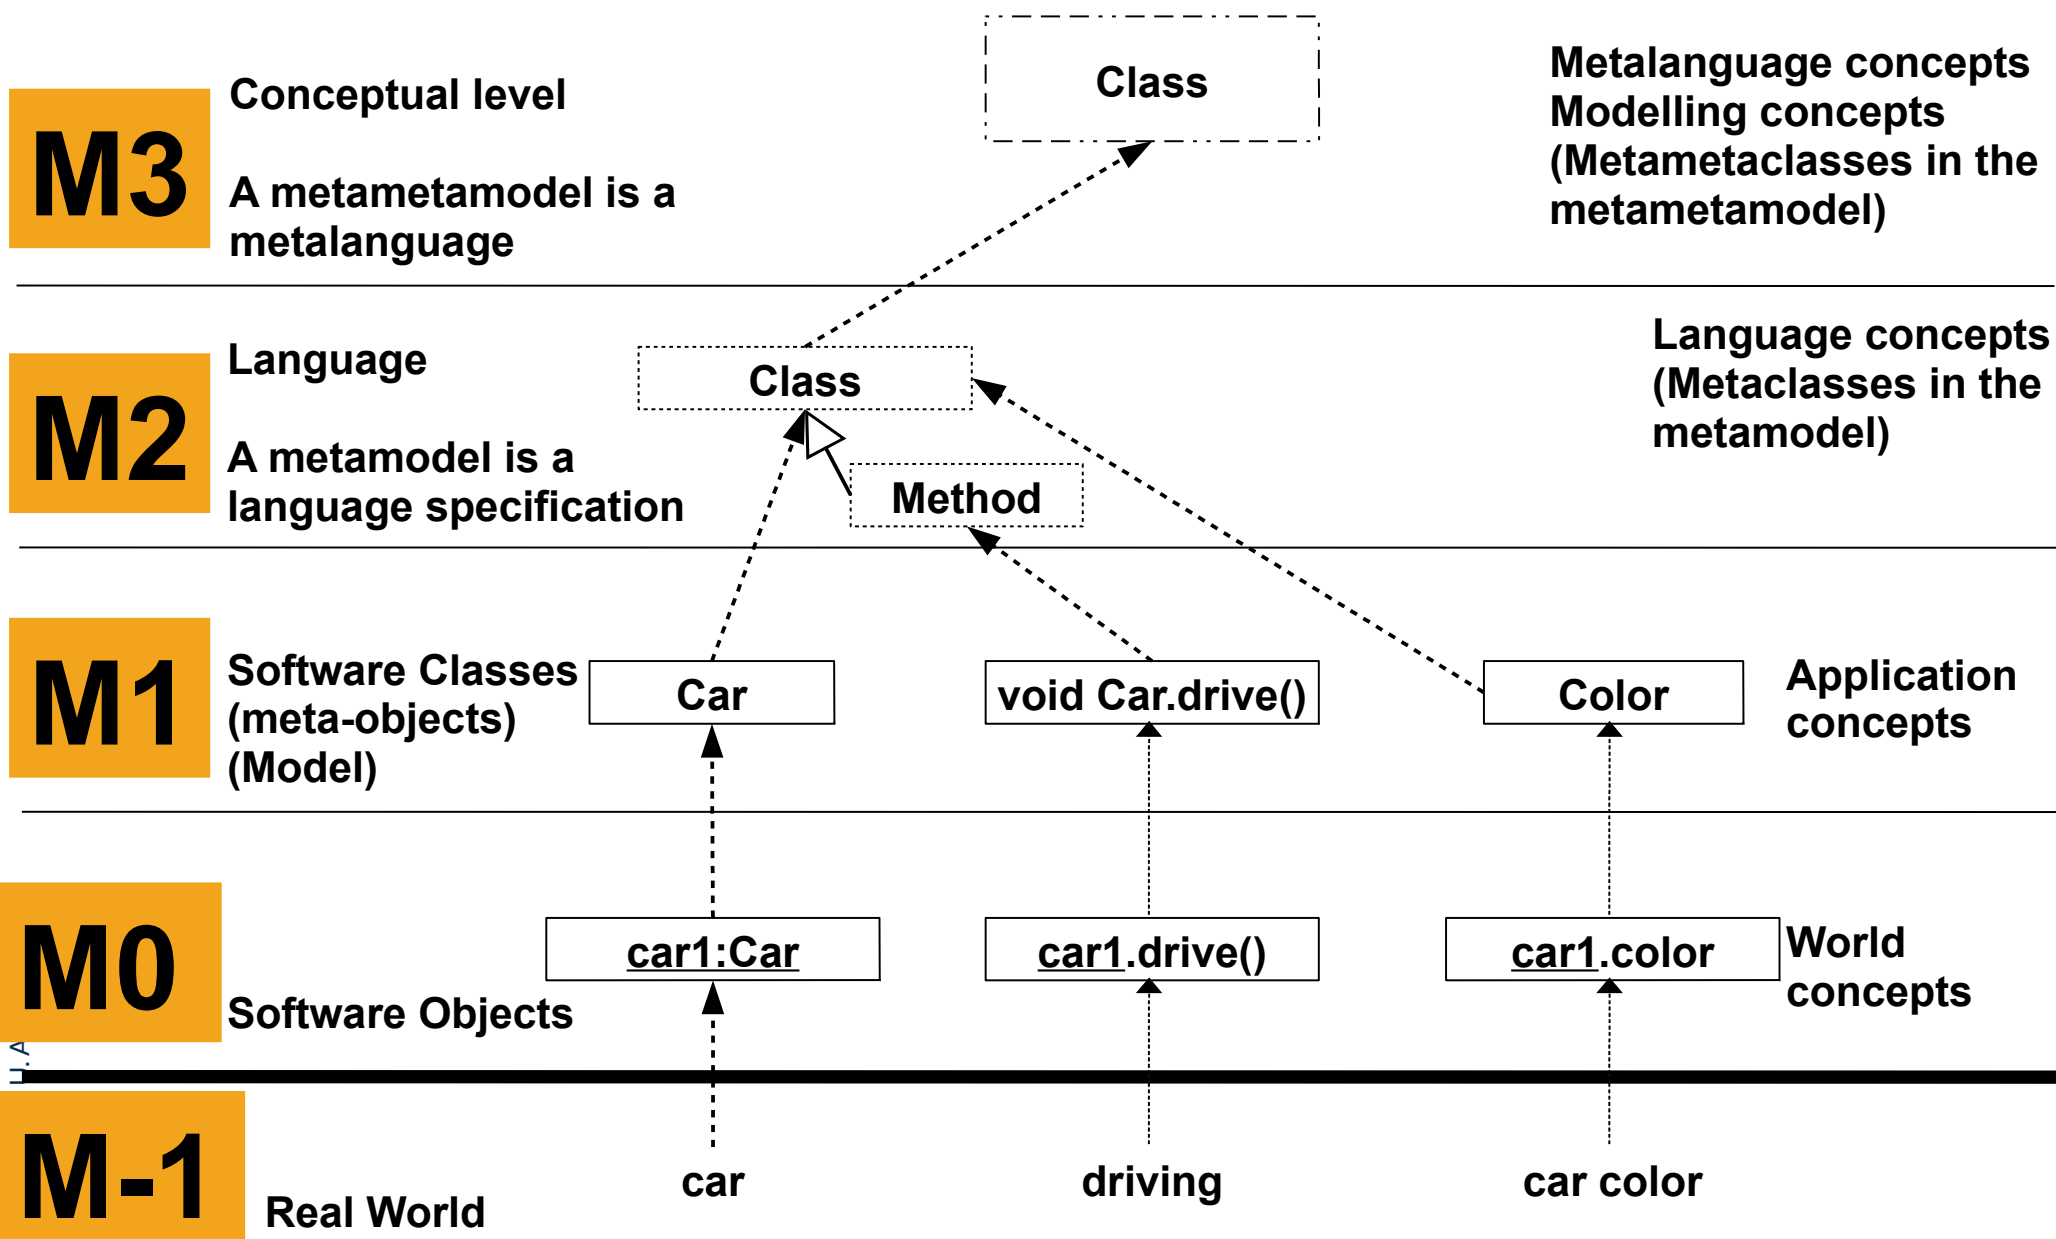 Class
Metalanguage concepts
Modelling concepts
(Metametaclasses in the
metametamodel)
M3
Conceptual level
A metametamodel is a
metalanguage
M2
Language
A metamodel is a
language specification
Class
Method
Language concepts
(Metaclasses in the
metamodel)
M1
Software Classes
(meta-objects)
(Model)
Car
void Car.drive()
Color
Application
concepts
M0
Software Objects
car1:Car
car1.drive()
car1.color
World
concepts
M-1
Real World
car
driving
car color